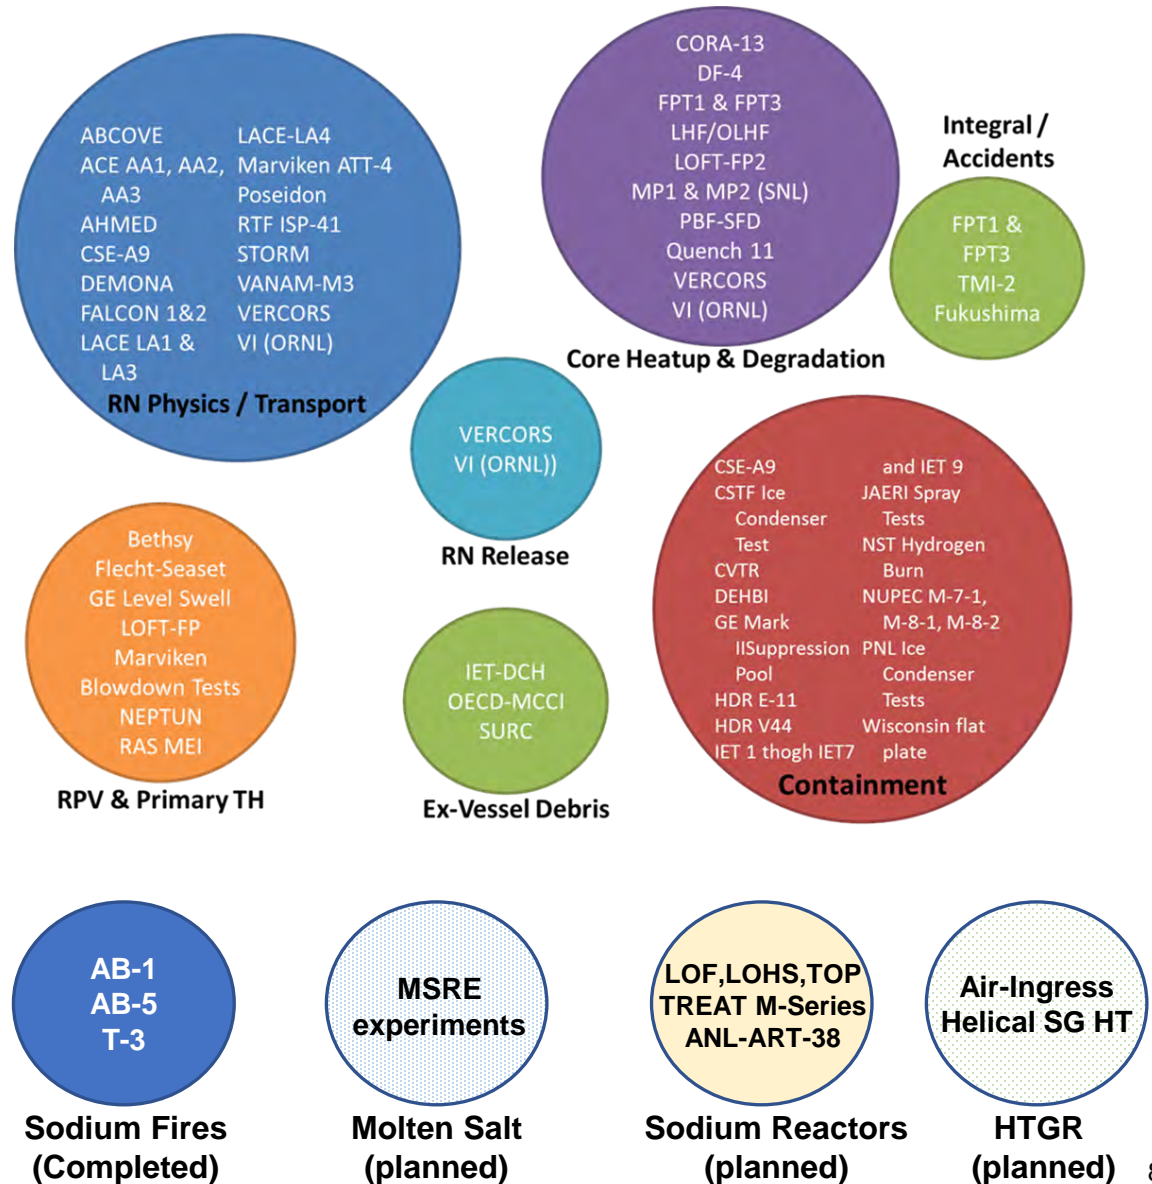 ABCOVE
ACE AA1, AA2,
AA3
AHMED
CSE-A9
DEMONA
FALCON 1&2
LACE LA1 &
LA3
LACE-LA4
Marviken ATT-4
Poseidon
RTF ISP-41
STORM
VANAM-M3
VERCORS
VI (ORNL)
RN Physics / Transport
CORA-13
DF-4
FPT1 & FPT3
LHF/OLHF
LOFT-FP2
MP1 & MP2 (SNL)
PBF-SFD
Quench 11
VERCORS
VI (ORNL)
Core Heatup & Degradation
Integral /
Accidents
FPT1 &
FPT3
TMI-2
Fukushima
VERCORS
VI (ORNL))
RN Release
Bethsy
Flecht-Seaset
GE Level Swell
LOFT-FP
Marviken
Blowdown Tests
NEPTUN
RAS MEI
RPV & Primary TH
IET-DCH
OECD-MCCI
SURC
Ex-Vessel Debris
CSE-A9
CSTF Ice
Condenser
Test
CVTR
DEHBI
GE Mark
IISuppression
Pool
HDR E-11
HDR V44
IET 1 thogh IET7
and IET 9
JAERI Spray
Tests
NST Hydrogen
Burn
NUPEC M-7-1,
M-8-1, M-8-2
PNL Ice
Condenser
Tests
Wisconsin flat
plate
Containment
AB-1
AB-5
T-3
Sodium Fires
(Completed)
MSRE
experiments
Molten Salt
(planned)
LOF,LOHS,TOP
TREAT M-Series
ANL-ART-38
Sodium Reactors
(planned)
Air-Ingress
Helical SG HT
HTGR
(planned)
8